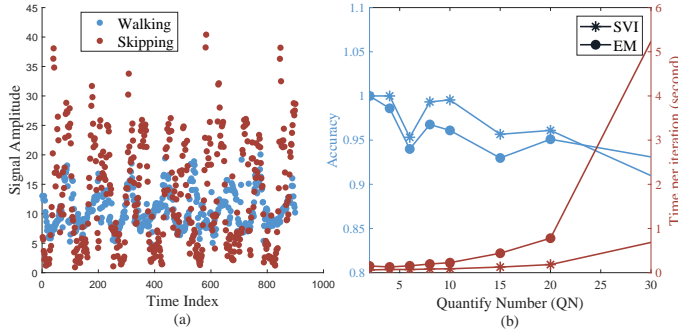 Walking
Skipping
Signal Amplitude
45
40
35
30
25
20
15
10
5
0
0 200 400 600 800 1000
Time Index
(a)
SVI
EM
Accuracy
1.1
1.05
1
0.95
0.9
0.85
0.8
5 10 15 20 25 30
Quantify Number (QN)
(b)
6
5
4
3
2
1
0
Time per iteration (second)